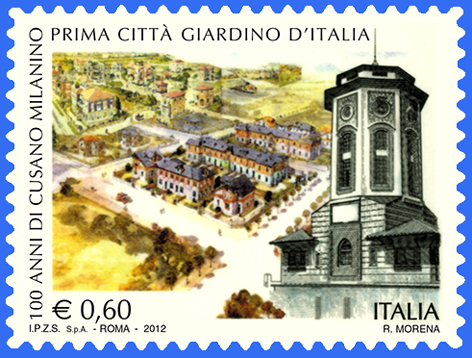 PRIMA CITTÀ GIARDINO D'ITALIA
100 ANNI DI CUSANO MILANINO
€ 0,60
ITALIA
I.P.Z.S. S.p.A. - ROMA - 2012
R. MORENA